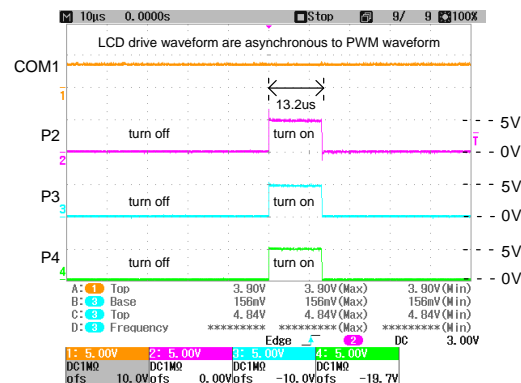 M 10μs 0.0000s Stop 9/ 9 100%
LCD drive waveform are asynchronous to PWM waveform
COM1
1
13.2us
P2 turn off turn on 5V
T
2 0V
P3 turn off turn on 5V
3 0V
P4 turn off turn on 5V
4 0V
A: 1 Top 3.90V 3.90V(Max) 3.90V(Min)
B: 3 Base 156mV 156mV(Max) 156mV(Min)
C: 3 Top 4.84V 4.84V(Max) 4.84V(Min)
D: 3 Frequency ********* *********(Max) *********(Min)
Edge 2 DC 3.00V
1: 5.00V 2: 5.00V 3: 5.00V 4: 5.00V
DC1MΩ DC1MΩ DC1MΩ DC1MΩ
ofs 10.0V ofs 0.00V ofs -10.0V ofs -19.7V